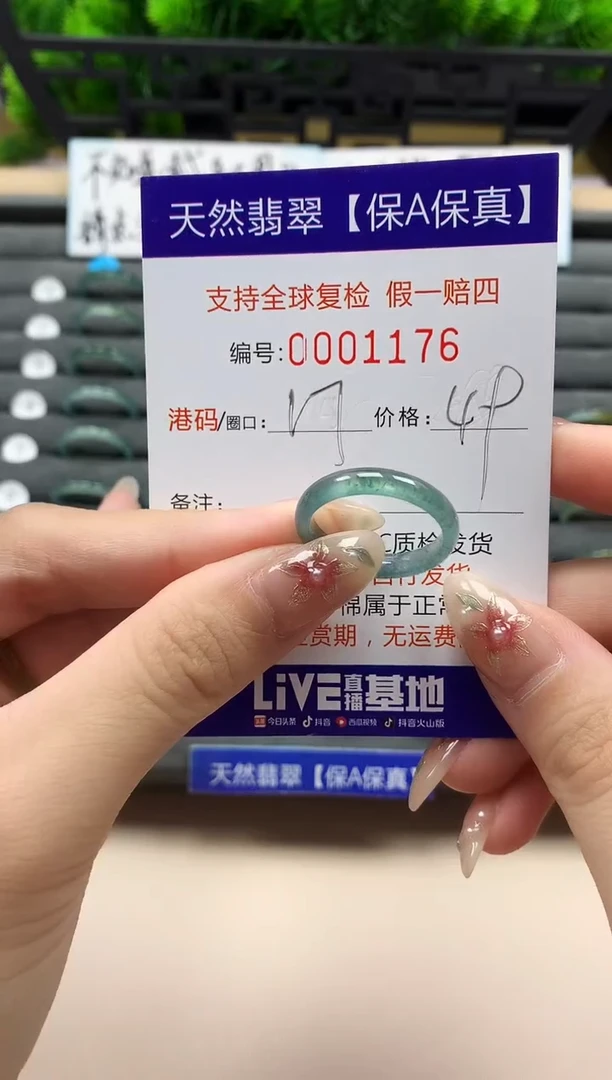 天然翡翠【保A保真】
支持全球复检 假一赔四
编号:0001176
港码/圈口: 17 价格:
备注:
C质检发货
日内发货
棉属于正常
赏期，无运费
LiVE直播基地
今日头条 抖音 西瓜视频 抖音火山版
天然翡翠【保A保真】